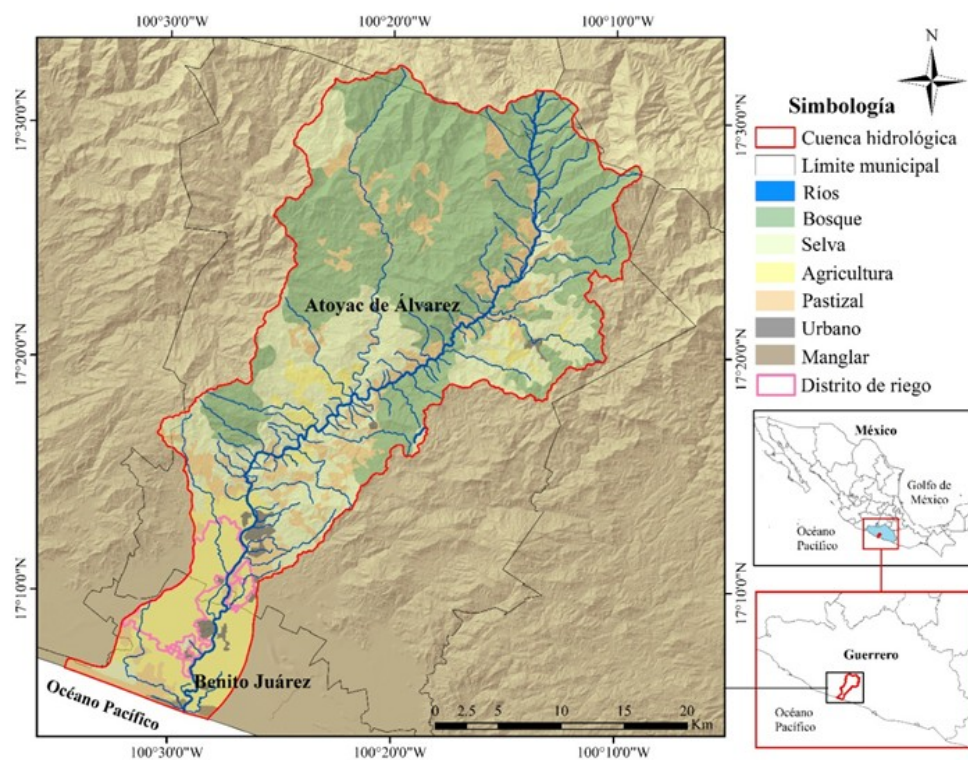 100°30'0"W
100°20'0"W
100°10'0"W
N
17°30'0"N
17°30'0"N
Simbología
Cuenca hidrológica
Límite municipal
Ríos
Bosque
Selva
Agricultura
Pastizal
Urbano
Manglar
Distrito de riego
Atoyac de Álvarez
17°20'0"N
17°20'0"N
México
Golfo de
México
Océano
Pacífico
17°10'0"N
17°10'0"N
Benito Juárez
Océano Pacífico
0 2.5 5 10 15 20
Km
Guerrero
Océano
Pacífico
100°30'0"W
100°20'0"W
100°10'0"W